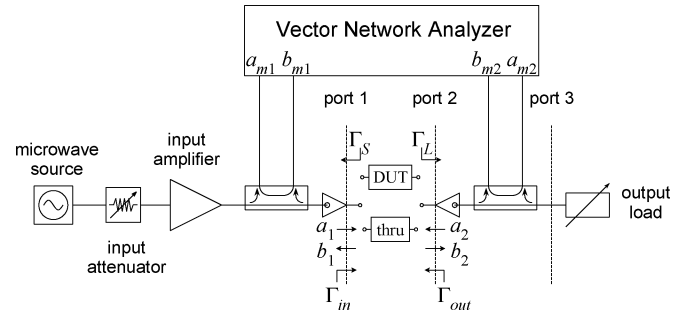 Vector Network Analyzer
a_m1 b_m1 b_m2 a_m2
port 1 port 2 port 3
Γ_S Γ_L
microwave
source
input
amplifier
DUT
output
load
thru
input
attenuator
a_1 a_2
b_1 b_2
Γ_in Γ_out